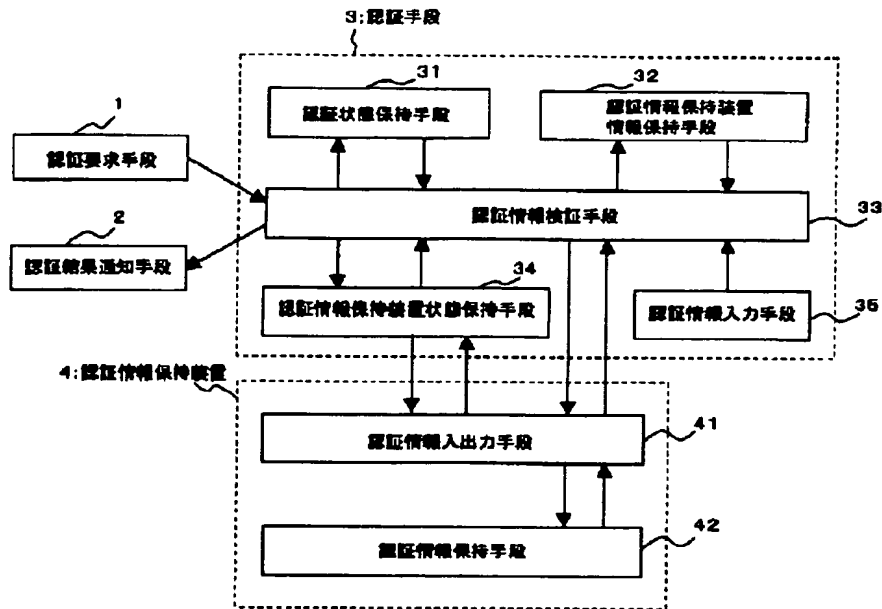 3:認証手段
31
認証状態保持手段
32
認証情報保持装置
情報保持手段
1
認証要求手段
認証情報検証手段
33
2
認証結果通知手段
34
認証情報保持装置状態保持手段
認証情報入力手段
35
4:認証情報保持装置
認証情報入出力手段
41
認証情報保持手段
42